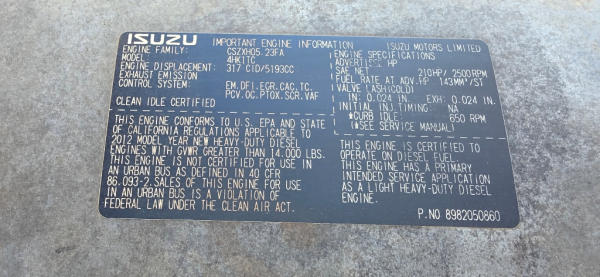 ISUZU IMPORTANT ENGINE INFORMATION ISUZU MOTORS LIMITED
ENGINE FAMILY: CSZXH05.23FA
4HK1TC
ENGINE DISPLACEMENT: 317 CID/5193CC
EXHAUST EMISSION
CONTROL SYSTEM: EM,DFI,EGR,CAC,TC,
PCV,OC,PTOX,SCR,VAF
CLEAN IDLE CERTIFIED
ENGINE SPECIFICATIONS
ADVERTISED HP
SAE NET 210HP/ 2500RPM
FUEL RATE AT ADV.HP 143MM³/ST
VALVE LASH(COLD)
IN: 0.024 IN. EXH: 0.024 IN.
INITIAL INJ.TIMING: NA
*CURB IDLE: 650 RPM
(*SEE SERVICE MANUAL)
THIS ENGINE CONFORMS TO U.S. EPA AND STATE
OF CALIFORNIA REGULATIONS APPLICABLE TO
2012 MODEL YEAR NEW HEAVY-DUTY DIESEL
ENGINES WITH GVWR GREATER THAN 14,000 LBS.
THIS ENGINE IS NOT CERTIFIED FOR USE IN
AN URBAN BUS AS DEFINED IN 40 CFR
86.093-2.SALES OF THIS ENGINE FOR USE
IN AN URBAN BUS IS A VIOLATION OF
FEDERAL LAW UNDER THE CLEAN AIR ACT.
THIS ENGINE IS CERTIFIED TO
OPERATE ON DIESEL FUEL.
THIS ENGINE HAS A PRIMARY
INTENDED SERVICE APPLICATION
AS A LIGHT HEAVY-DUTY DIESEL
ENGINE.
P.NO 8982050860